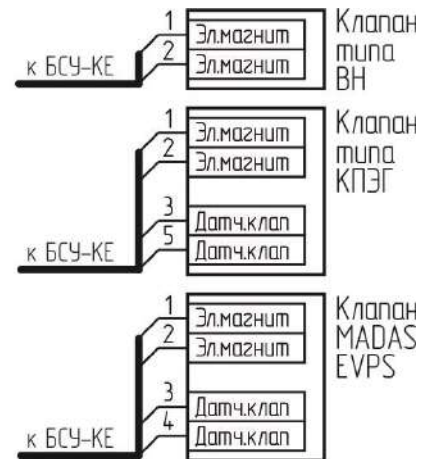 1 Эл.магнит Клапан
2 Эл.магнит типа
к БСУ-КЕ ВН
1 Эл.магнит Клапан
2 Эл.магнит типа
КПЭГ
3 Датч.клап
5 Датч.клап
к БСУ-КЕ
1 Эл.магнит Клапан
2 Эл.магнит MADAS
EVPS
3 Датч.клап
4 Датч.клап
к БСУ-КЕ